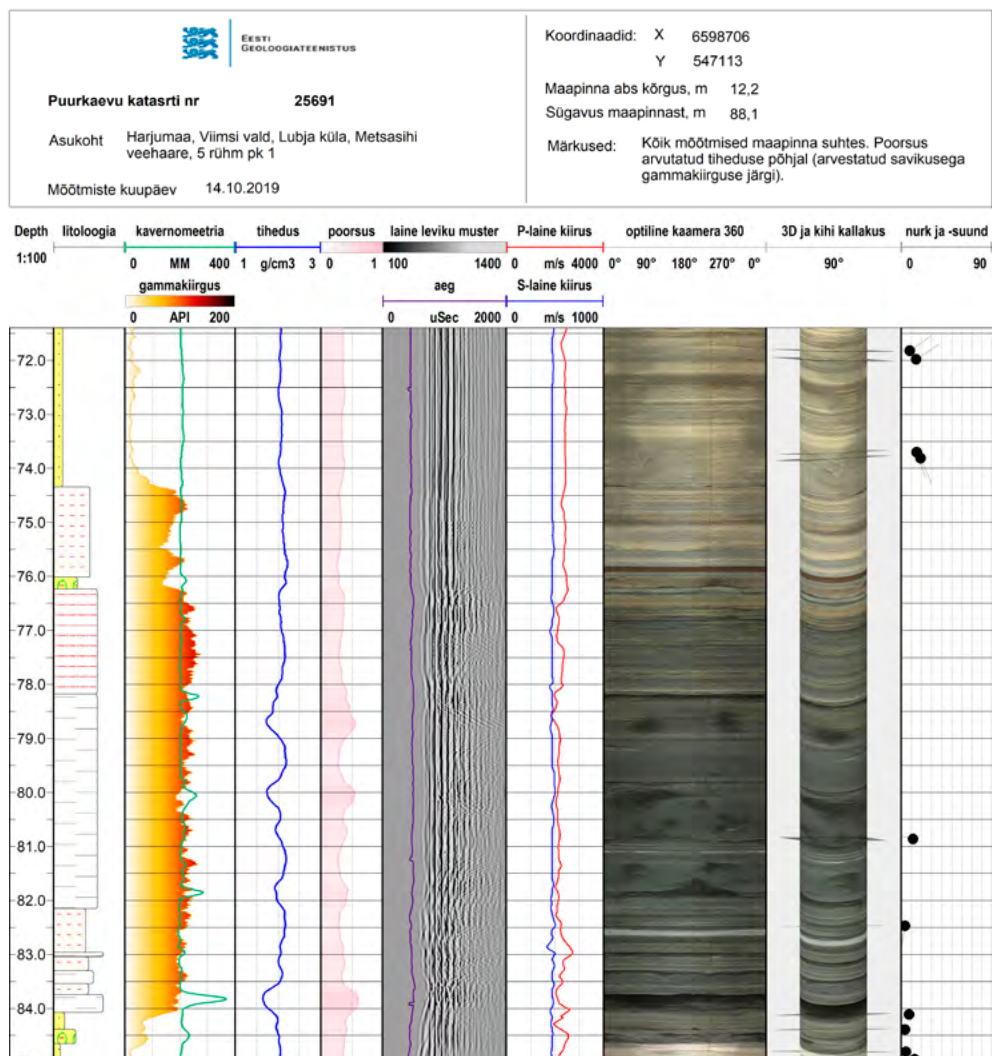 EESTI
GEOLOOGIATEENISTUS
Puurkaevu katasrti nr 25691
Asukoht Harjumaa, Viimsi vald, Lubja küla, Metsasihi
veehaare, 5 rühm pk 1
Mõõtmiste kuupäev 14.10.2019
Koordinaadid: X 6598706
Y 547113
Maapinna abs kõrgus, m 12,2
Sügavus maapinnast, m 88,1
Märkused: Kõik mõõtmised maapinna suhtes. Poorsus
arvutatud tiheduse põhjal (arvestatud savikusega
gammakiirguse järgi).
Depth litoloogia kavernomeetria tihedus poorsus laine leviku muster P-laine kiirus optiline kaamera 360 3D ja kihi kallakus nurk ja -suund
1:100 0 MM 400 1 g/cm3 3 0 1 100 1400 0 m/s 4000 0° 90° 180° 270° 0° 90° 0 90
gammakiirgus aeg S-laine kiirus
0 API 200 0 uSec 2000 0 m/s 1000
72.0
73.0
74.0
75.0
76.0
77.0
78.0
79.0
80.0
81.0
82.0
83.0
84.0